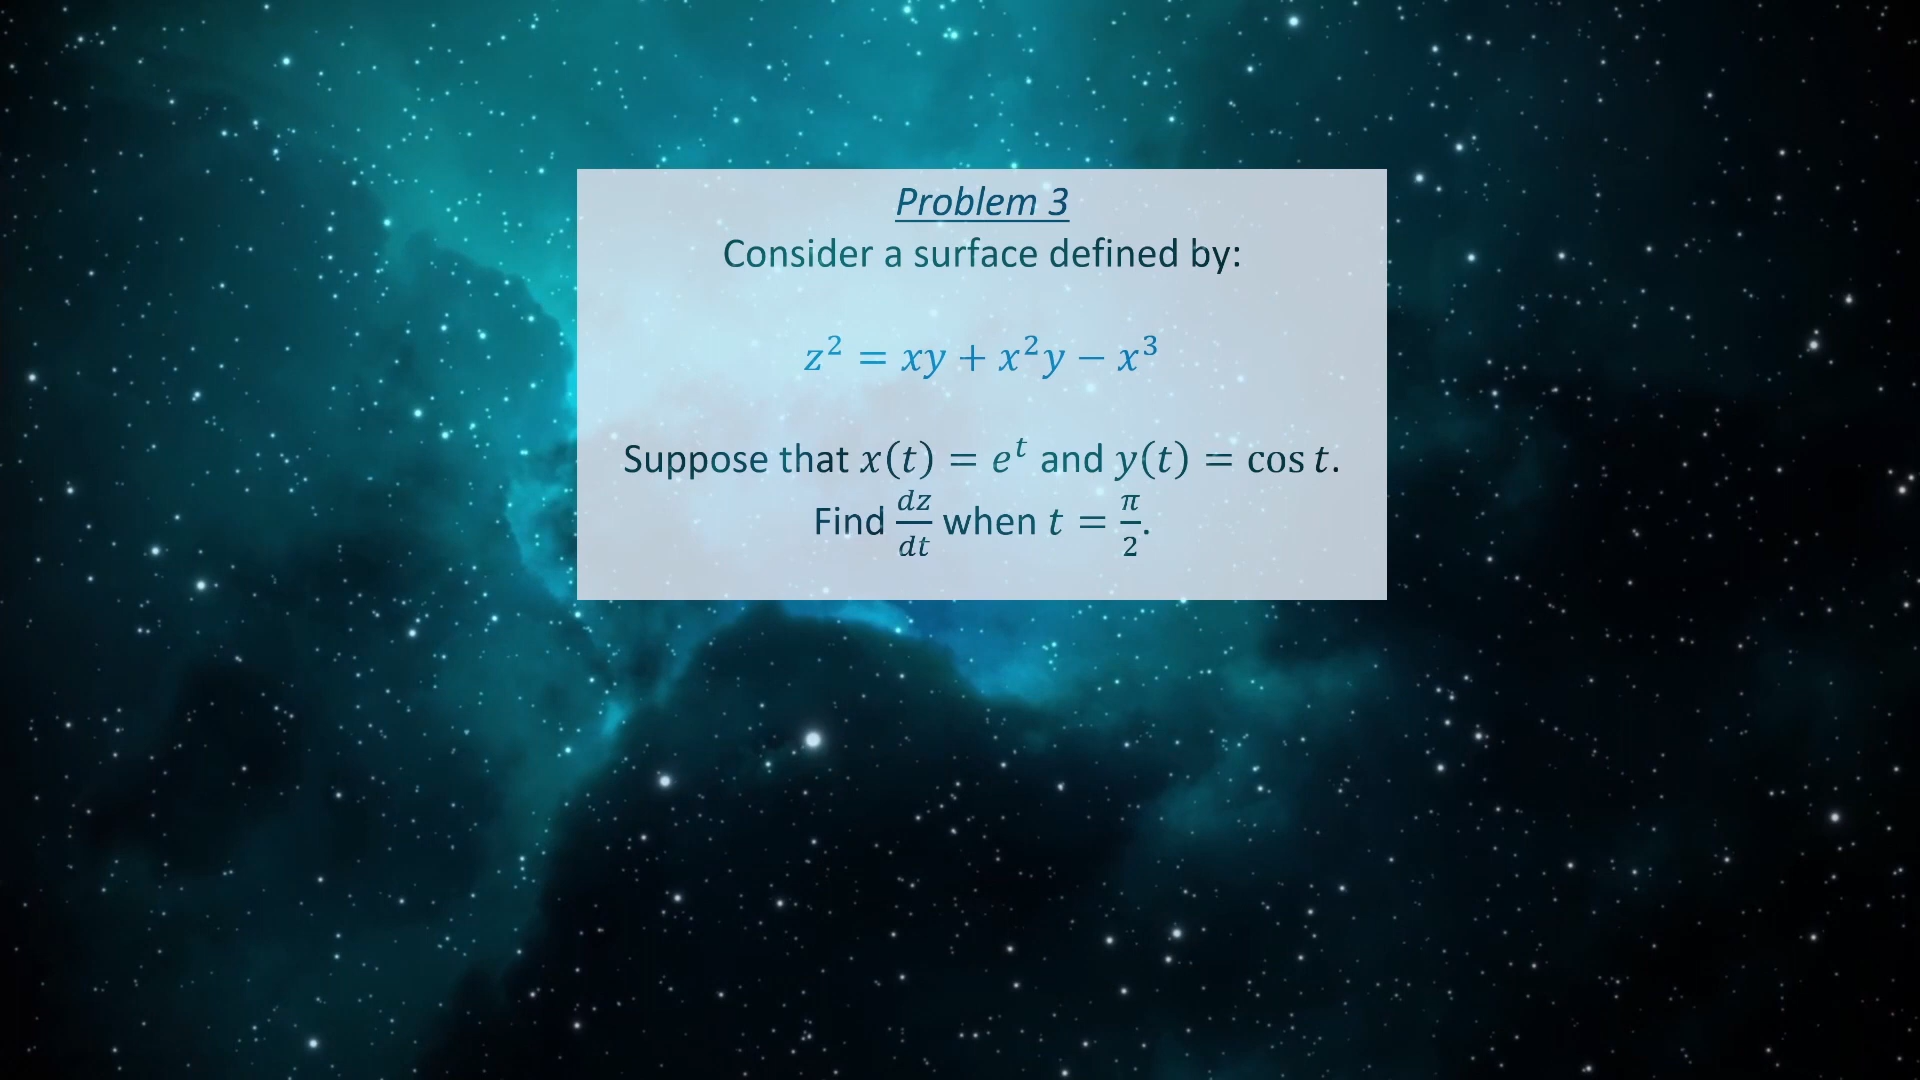 Problem 3
Consider a surface defined by:
z² = xy + x²y − x³
Suppose that x(t) = eᵗ and y(t) = cos t.
Find dz/dt when t = π/2.